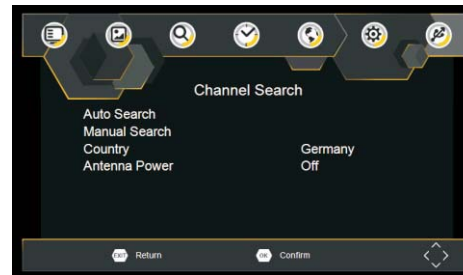 Channel Search
Auto Search
Manual Search
Country Germany
Antenna Power Off
EXIT Return OK Confirm